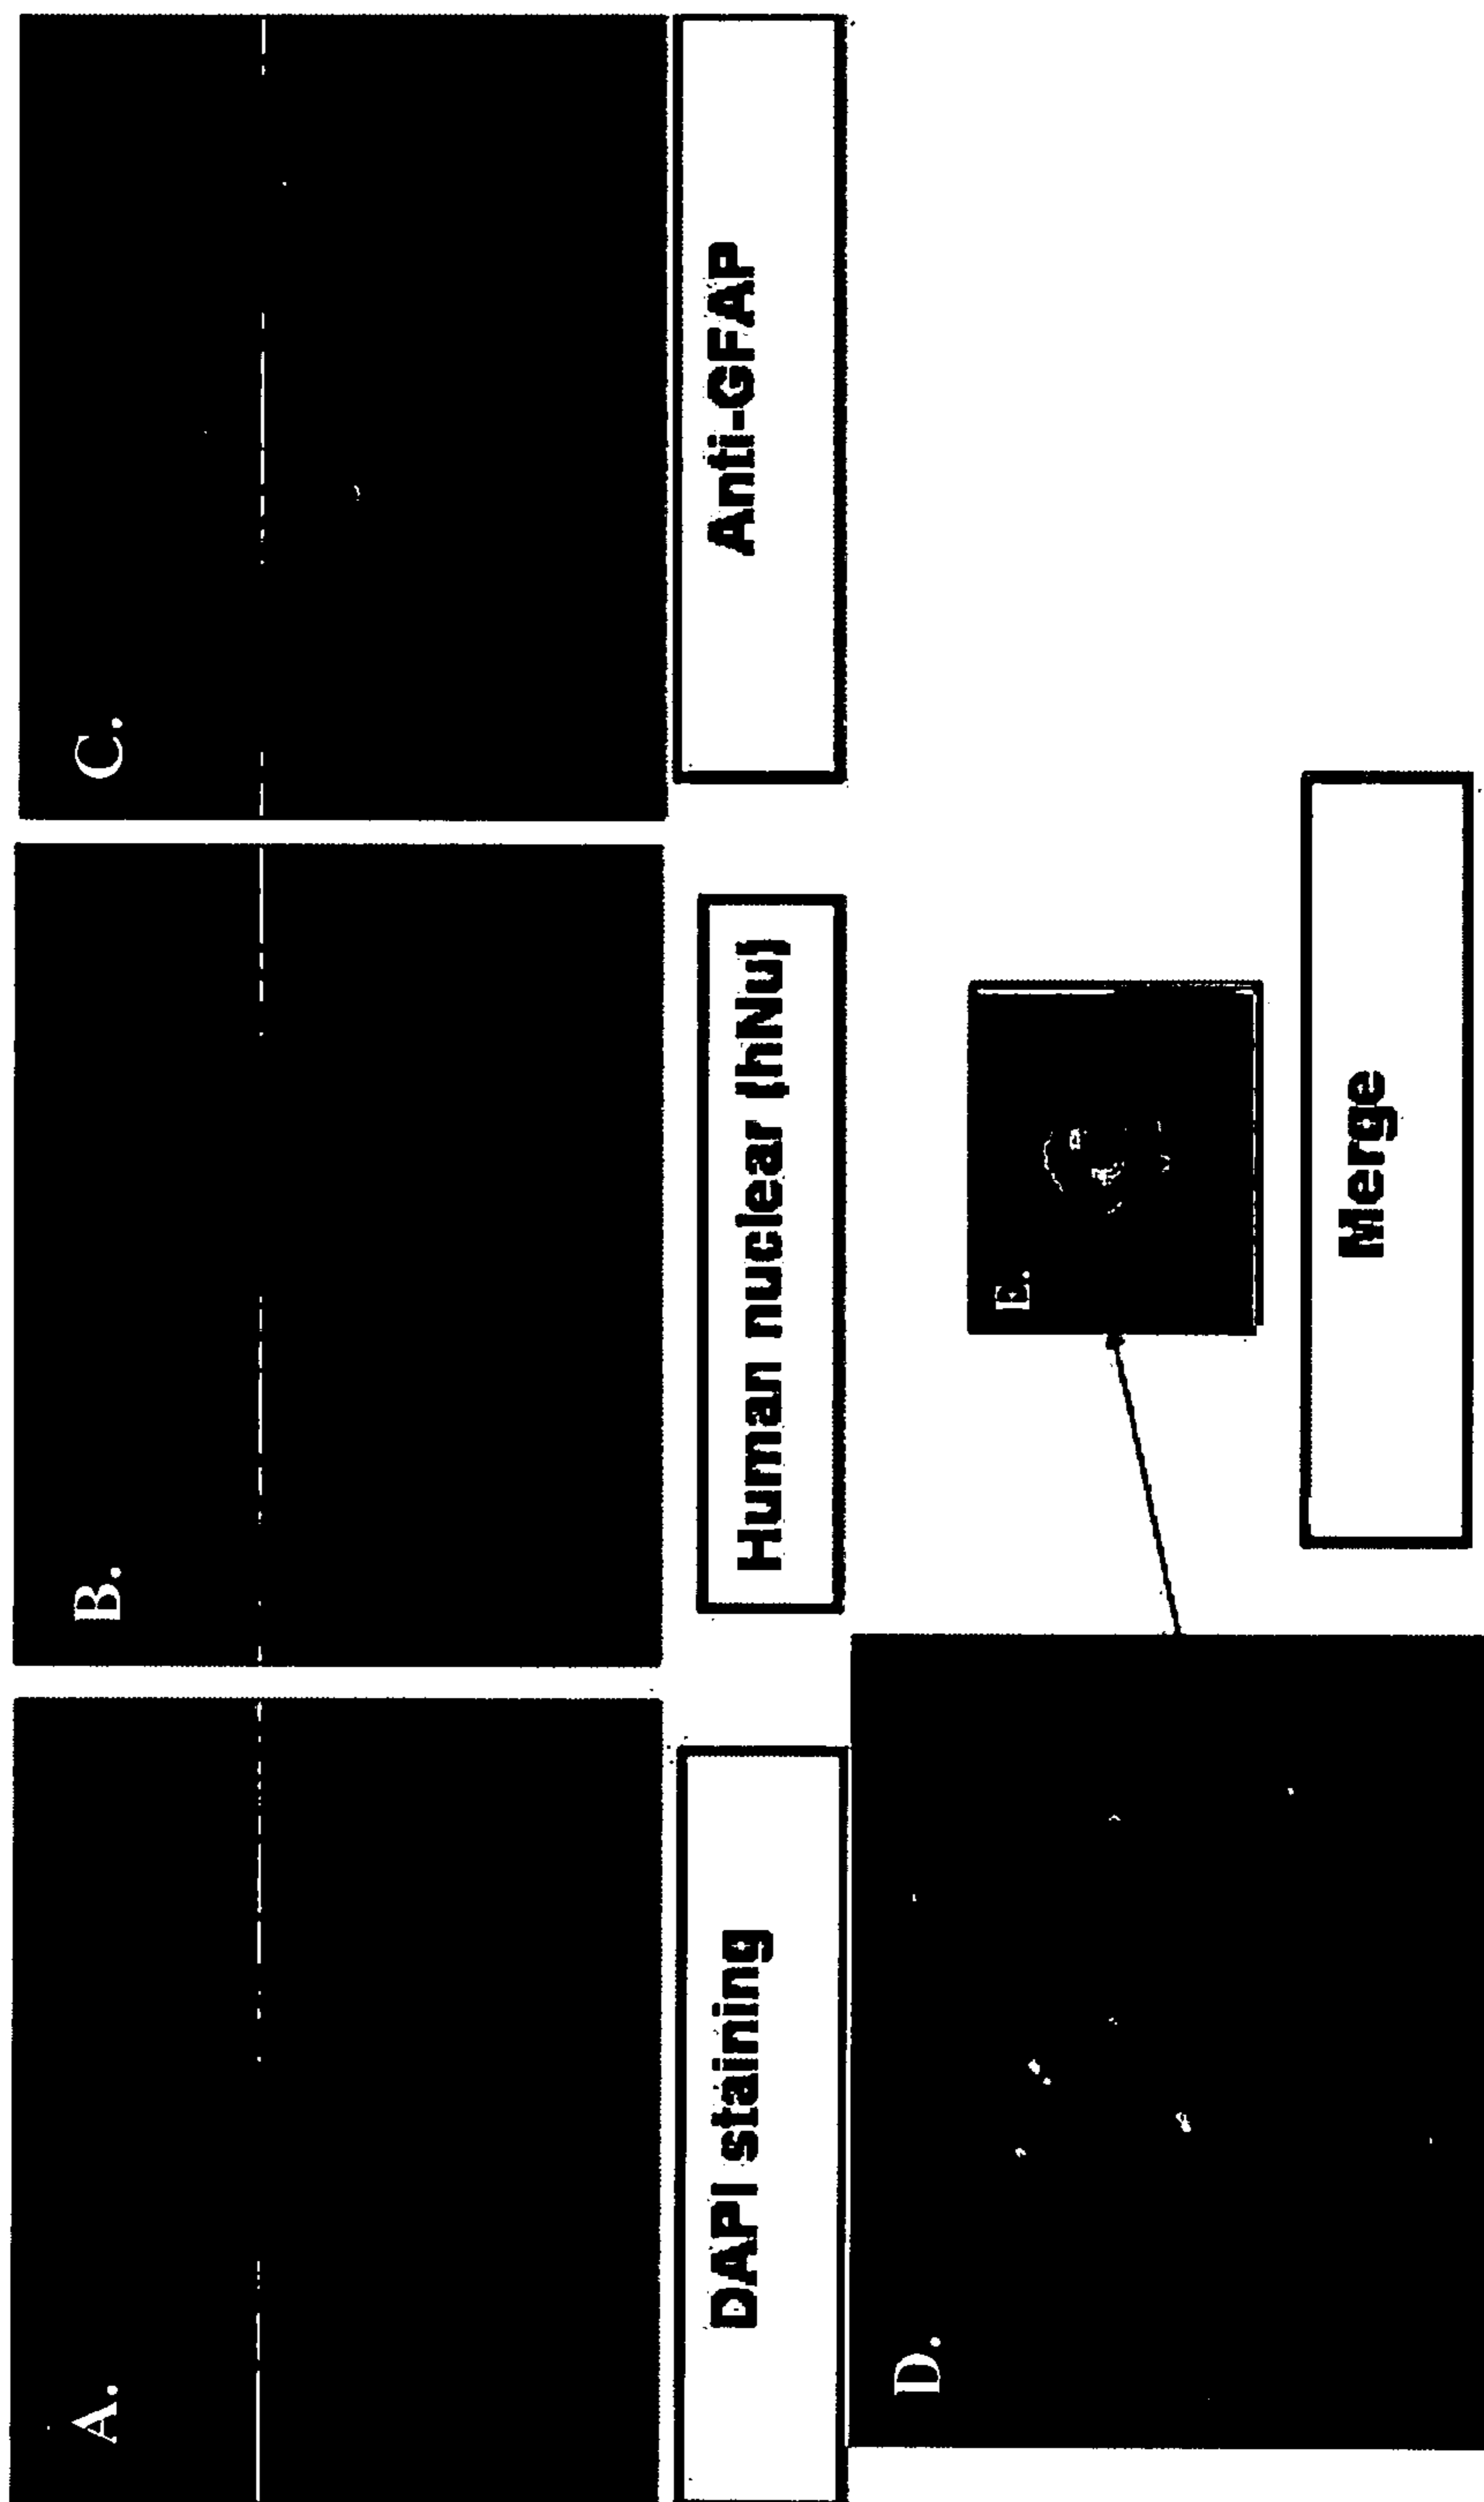 A.
B.
C.
DAPI staining
Human nuclear (hNu)
Anti-GFAP
D.
E.
Merge